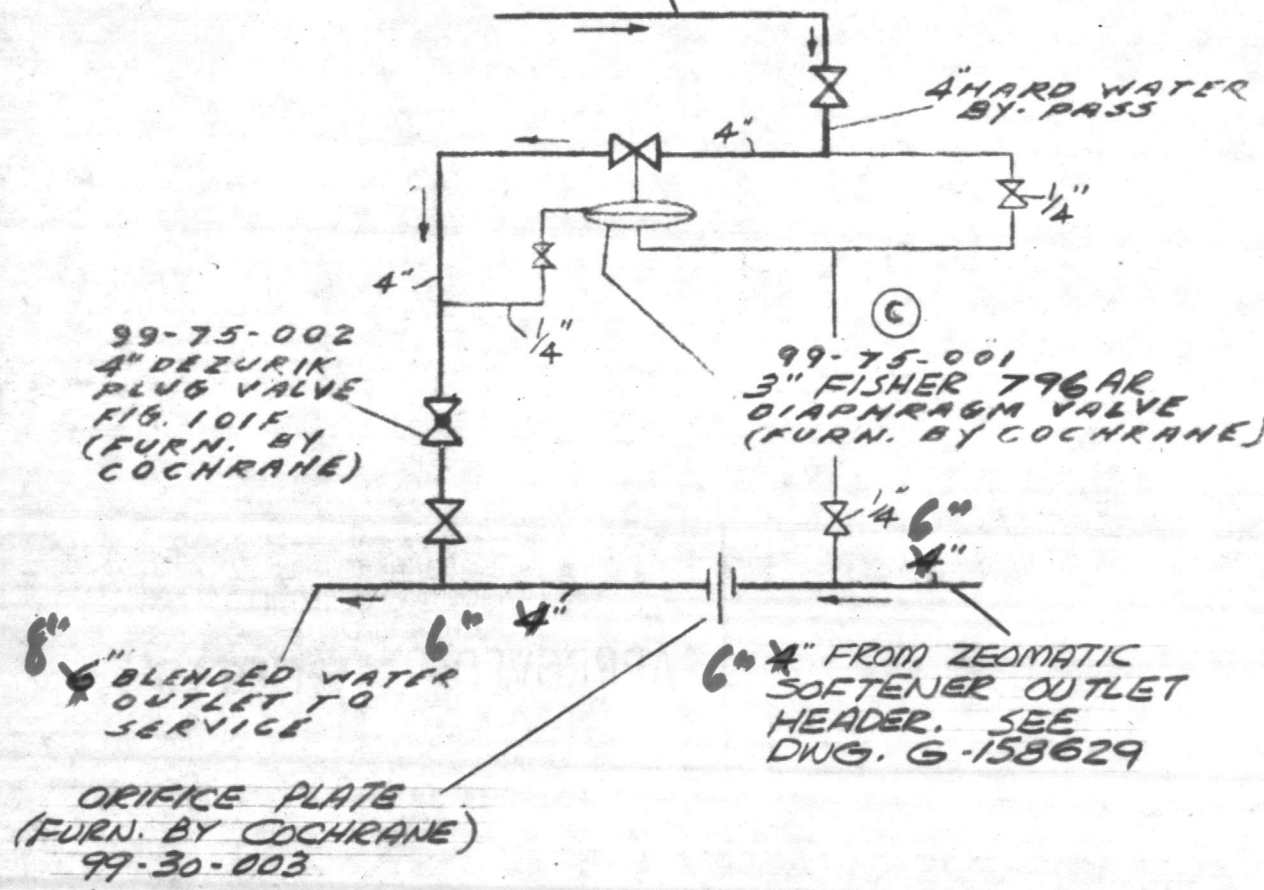 4" HARD WATER
BY-PASS
4"
1/4"
4"
1/4"
C
99-75-002
4" DEZURIK
PLUG VALVE
FIG. 101F
(FURN. BY
COCHRANE)
99-75-001
3" FISHER 796AR
DIAPHRAGM VALVE
(FURN. BY COCHRANE)
1/4"
6"
4"
6" 4"
8"
6" BLENDED WATER
OUTLET TO
SERVICE
6" 4" FROM ZEOMATIC
SOFTENER OUTLET
HEADER. SEE
DWG. G-158629
ORIFICE PLATE
(FURN. BY COCHRANE)
99-30-003